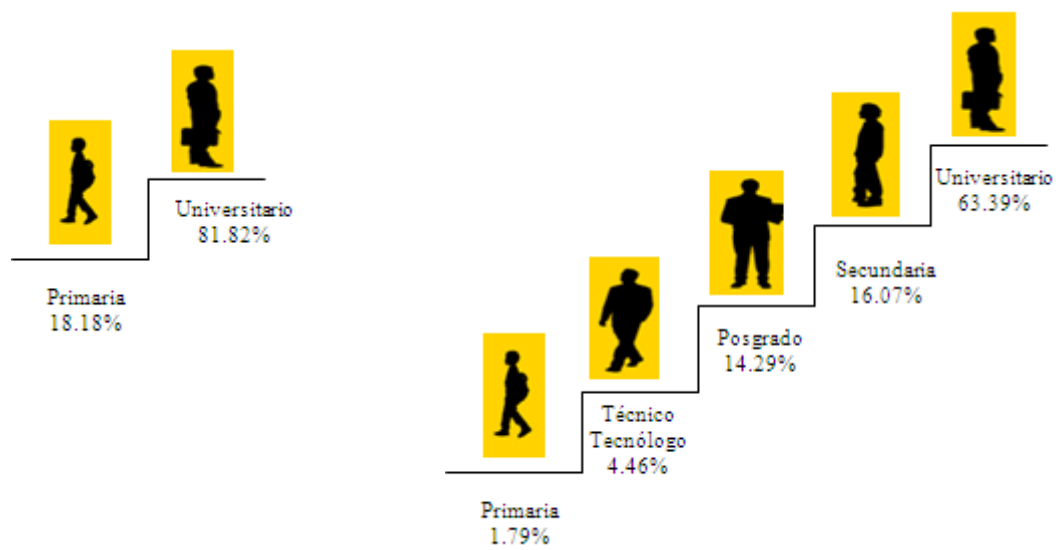 Universitario
81.82%
Primaria
18.18%
Universitario
63.39%
Secundaria
16.07%
Posgrado
14.29%
Técnico
Tecnólogo
4.46%
Primaria
1.79%